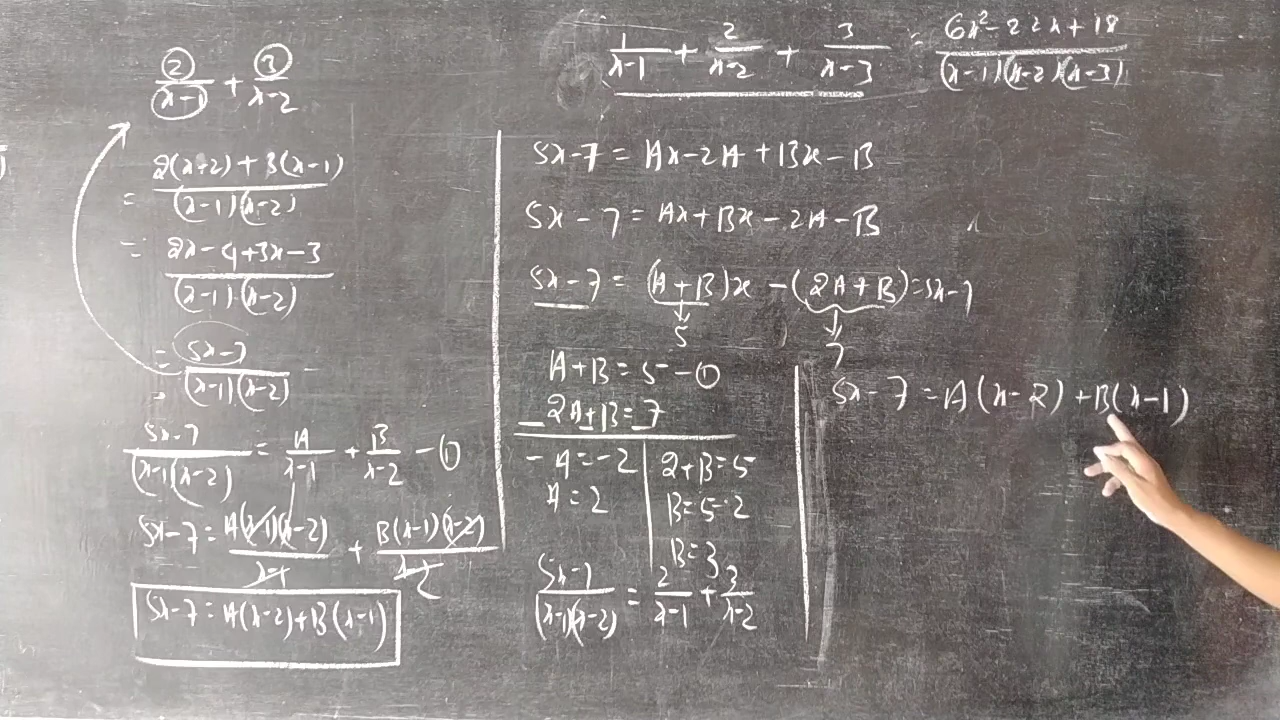 2/(x-1) + 3/(x-2)
= (2(x+2) + 3(x-1))/((x-1)(x-2))
= (2x-4+3x-3)/((x-1)·(x-2))
= (5x-7)/((x-1)(x-2))
(5x-7)/((x-1)(x-2)) = A/(x-1) + B/(x-2) - ①
5x-7 = A(x-1)(x-2)/(x-1) + B(x-1)(x-2)/(x-2)
5x-7 = A(x-2)+B(x-1)
1/(x-1) + 2/(x-2) + 3/(x-3) = (6x²-22x+18)/((x-1)(x-2)(x-3))
5x-7 = Ax-2A+Bx-B
5x-7 = Ax+Bx-2A-B
5x-7 = (A+B)x -(2A+B)=5x-7
5
7
A+B=5 - ①
2A+B=7
-A=-2
A=2
2+B=5
B=5-2
B=3
(5x-7)/((x-1)(x-2)) = 2/(x-1) + 3/(x-2)
5x-7 = A(x-2)+B(x-1)